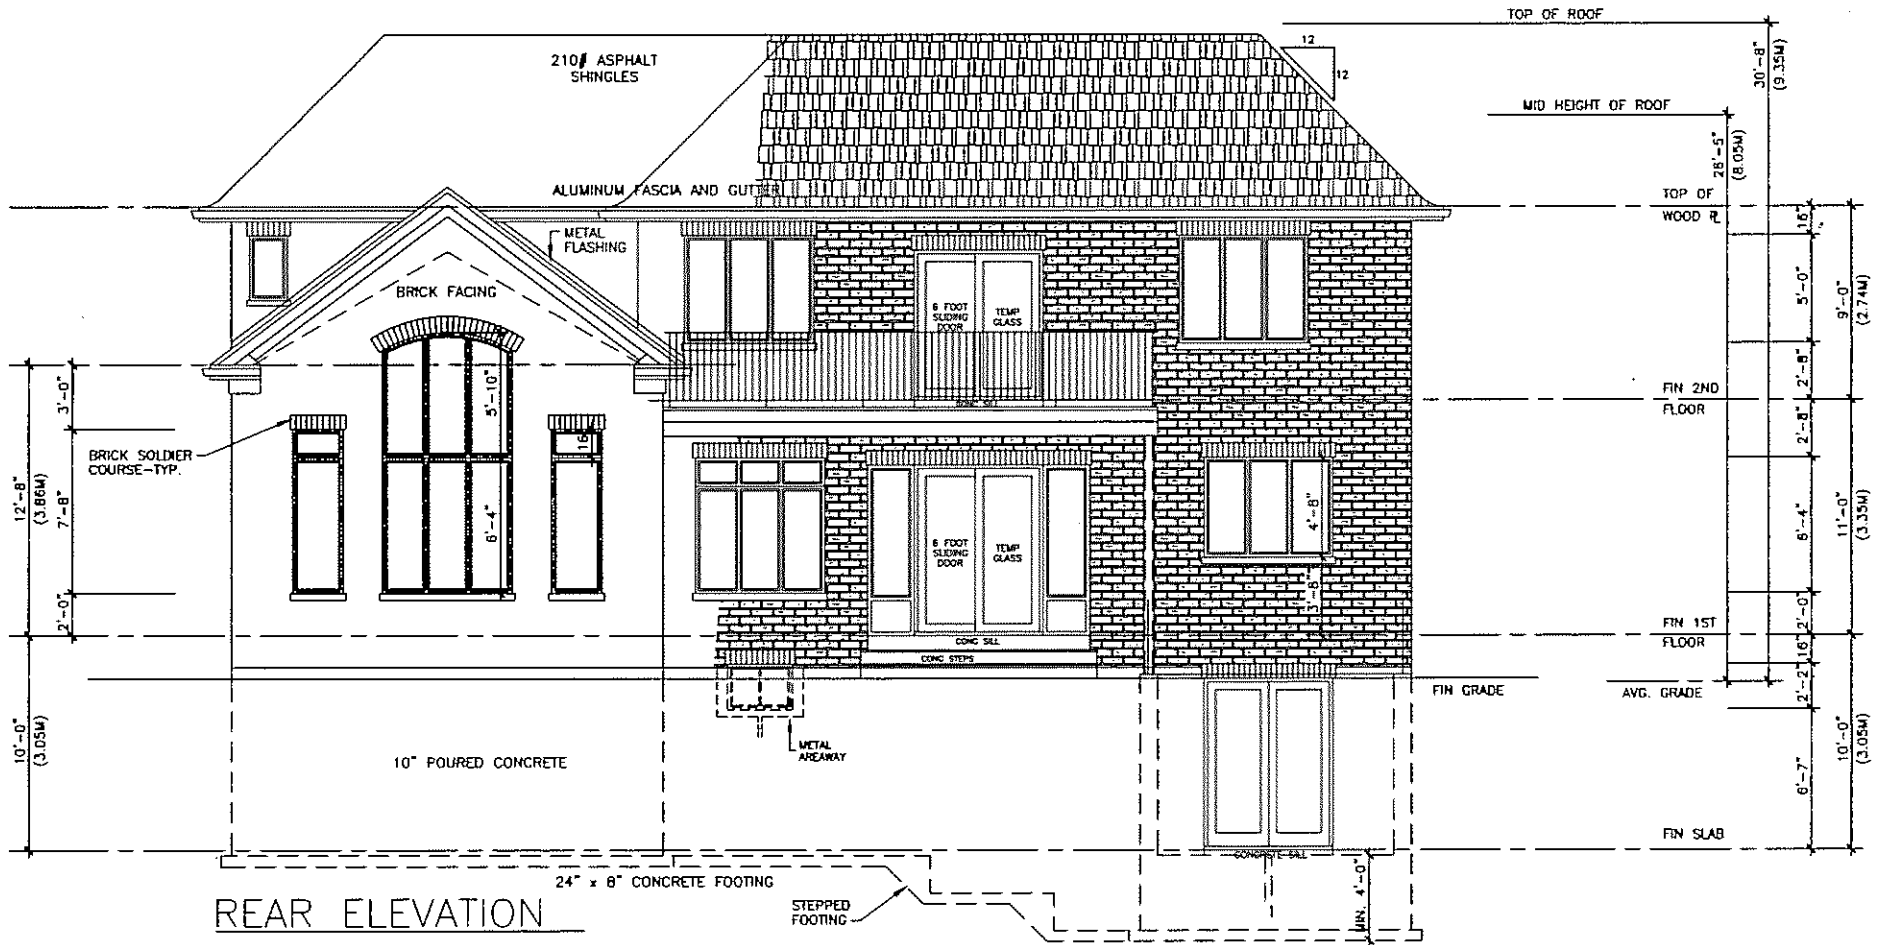 TOP OF ROOF
12
12
30'-8"
(9.35M)
210# ASPHALT
SHINGLES
MID HEIGHT OF ROOF
26'-5"
(8.05M)
ALUMINUM FASCIA AND GUTTER
TOP OF
WOOD PL
16"
METAL
FLASHING
BRICK FACING
6 FOOT
SLIDING
DOOR
TEMP
GLASS
5'-0"
9'-0"
(2.74M)
2'-8"
3'-0"
5'-10"
CONC SILL
FIN 2ND
FLOOR
2'-8"
16"
BRICK SOLDIER
COURSE-TYP.
12'-8"
(3.86M)
7'-8"
6'-4"
4'-8"
6'-4"
11'-0"
(3.35M)
6 FOOT
SLIDING
DOOR
TEMP
GLASS
3'-8"
2'-0"
2'-0"
FIN 1ST
FLOOR
CONC SILL
CONC STEPS
16"
2'-2"
FIN GRADE
AVG. GRADE
10'-0"
(3.05M)
METAL
AREAWAY
10" POURED CONCRETE
6'-7"
10'-0"
(3.05M)
FIN SLAB
CONCRETE SILL
24" x 8" CONCRETE FOOTING
MIN. 4'-0"
STEPPED
FOOTING
REAR ELEVATION